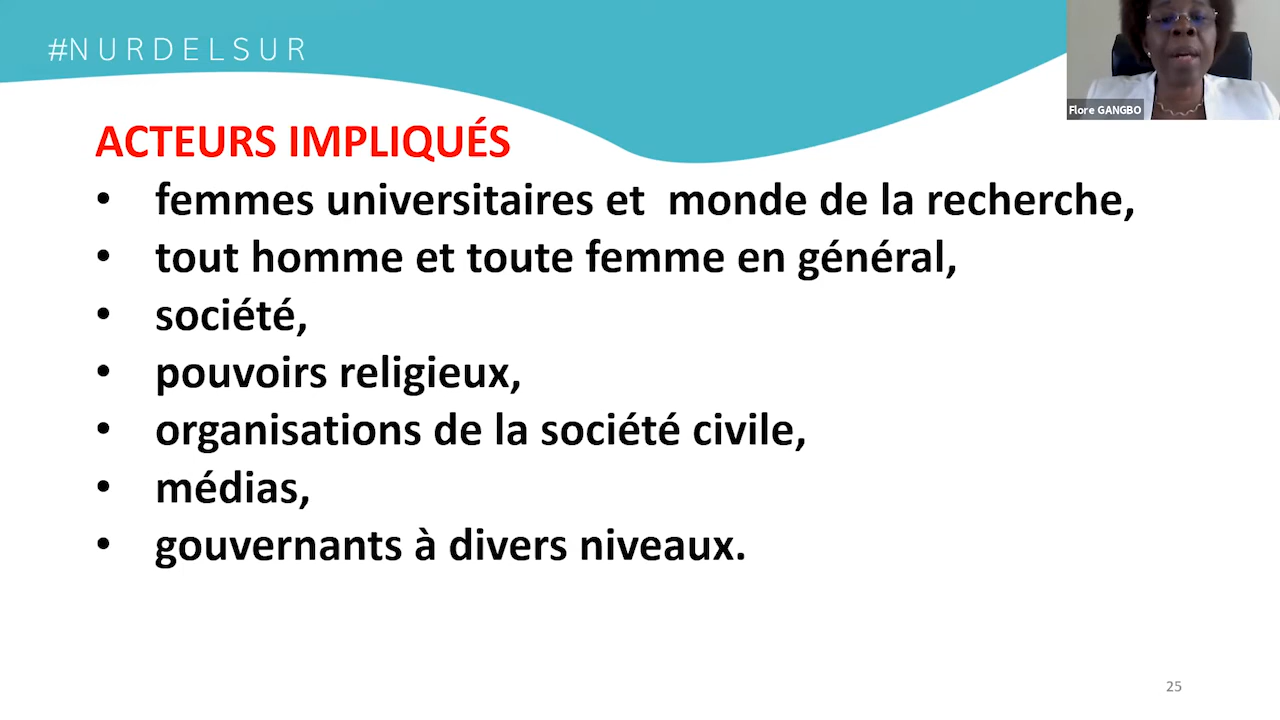 #NURDELSUR
Flore GANGBO
ACTEURS IMPLIQUÉS
• femmes universitaires et monde de la recherche,
• tout homme et toute femme en général,
• société,
• pouvoirs religieux,
• organisations de la société civile,
• médias,
• gouvernants à divers niveaux.
25